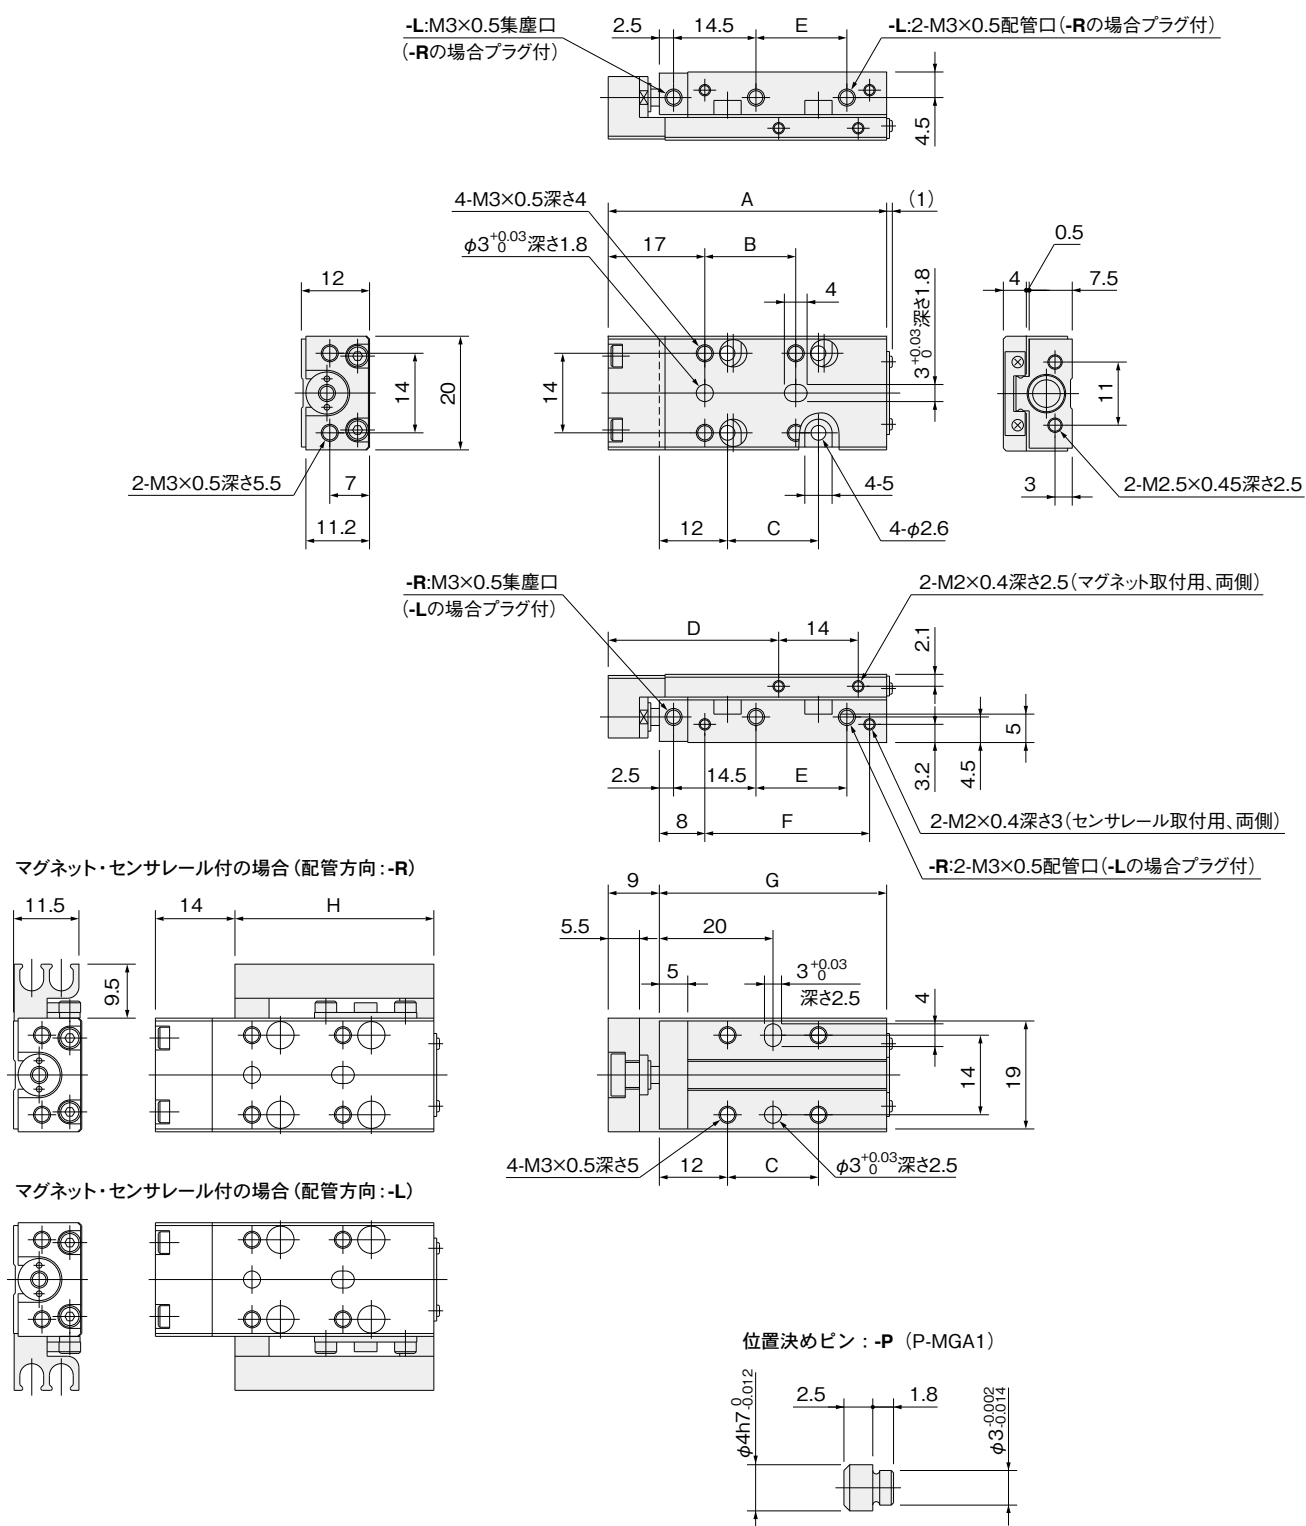 -L:M3×0.5集塵口
(-Rの場合プラグ付)
2.5
14.5
E
-L:2-M3×0.5配管口(-Rの場合プラグ付)
4.5
4-M3×0.5深さ4
φ3 +0.03 0 深さ1.8
A
(1)
17
B
4
3 +0.03 0 深さ1.8
14
12
14
20
2-M3×0.5深さ5.5
7
11.2
4-5
12
C
4-φ2.6
0.5
4
7.5
11
3
2-M2.5×0.45深さ2.5
-R:M3×0.5集塵口
(-Lの場合プラグ付)
2-M2×0.4深さ2.5(マグネット取付用、両側)
D
14
2.1
5
4.5
3.2
2.5
14.5
E
8
F
2-M2×0.4深さ3(センサレール取付用、両側)
-R:2-M3×0.5配管口(-Lの場合プラグ付)
マグネット・センサレール付の場合(配管方向:-R)
11.5
14
H
9.5
9
G
5.5
20
5
3 +0.03 0
深さ2.5
4
14
19
4-M3×0.5深さ5
12
C
φ3 +0.03 0 深さ2.5
マグネット・センサレール付の場合(配管方向:-L)
位置決めピン:-P (P-MGA1)
φ4h7 0 -0.012
2.5
1.8
φ3 -0.002 -0.014